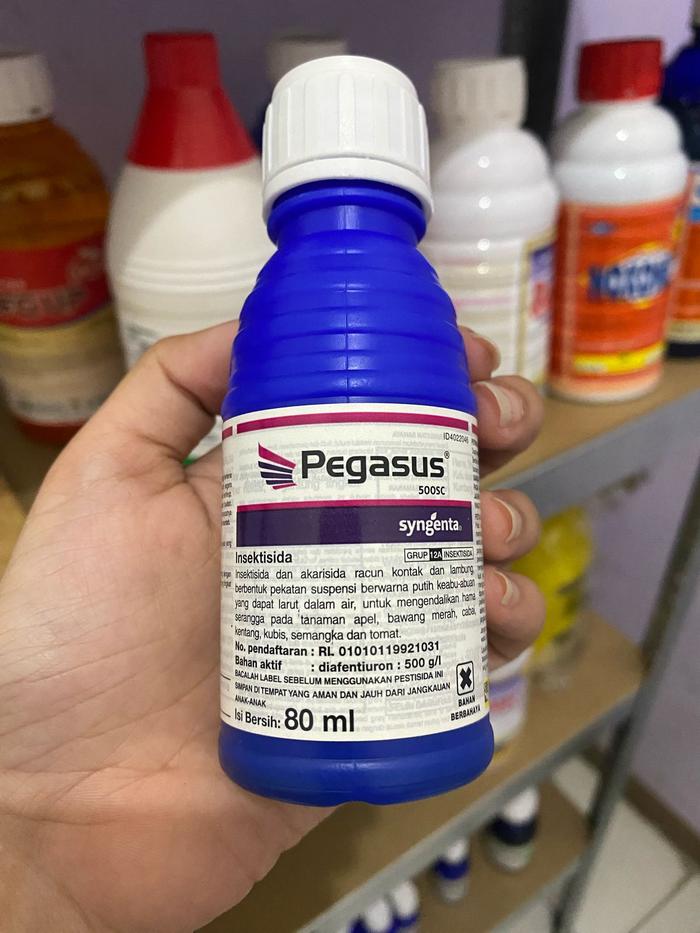 ID4022046
Pegasus®
500SC
syngenta®
Insektisida
GRUP 12A INSEKTISIDA
Insektisida dan akarisida racun kontak dan lambung,
berbentuk pekatan suspensi berwarna putih keabu-abuan
yang dapat larut dalam air, untuk mengendalikan hama
serangga pada tanaman apel, bawang merah, cabai,
kentang, kubis, semangka dan tomat.
No. pendaftaran : RI. 01010119921031
Bahan aktif : diafentiuron : 500 g/l
BACALAH LABEL SEBELUM MENGGUNAKAN PESTISIDA INI
SIMPAN DI TEMPAT YANG AMAN DAN JAUH DARI JANGKAUAN
ANAK-ANAK
Isi Bersih: 80 ml
BAHAN
BERBAHAYA